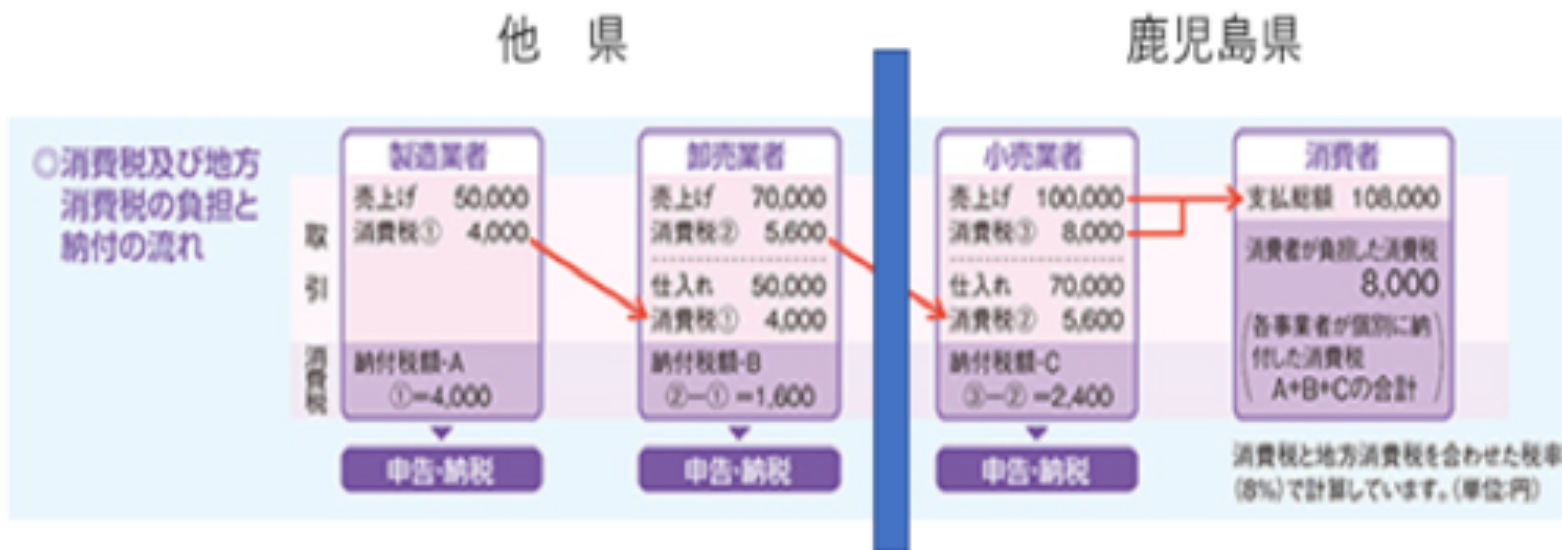 他 県
鹿児島県
◎消費税及び地方
消費税の負担と
納付の流れ
取引
消費税
製造業者
売上げ 50,000
消費税① 4,000
納付税額・A
①=4,000
申告・納税
卸売業者
売上げ 70,000
消費税② 5,600
仕入れ 50,000
消費税① 4,000
納付税額・B
②−① =1,600
申告・納税
小売業者
売上げ 100,000
消費税③ 8,000
仕入れ 70,000
消費税② 5,600
納付税額・C
③−② =2,400
申告・納税
消費者
支払総額 108,000
消費者が負担した消費税
8,000
(各事業者が個別に納
付した消費税
A+B+Cの合計)
消費税と地方消費税を合わせた税率
(8%)で計算しています。(単位:円)